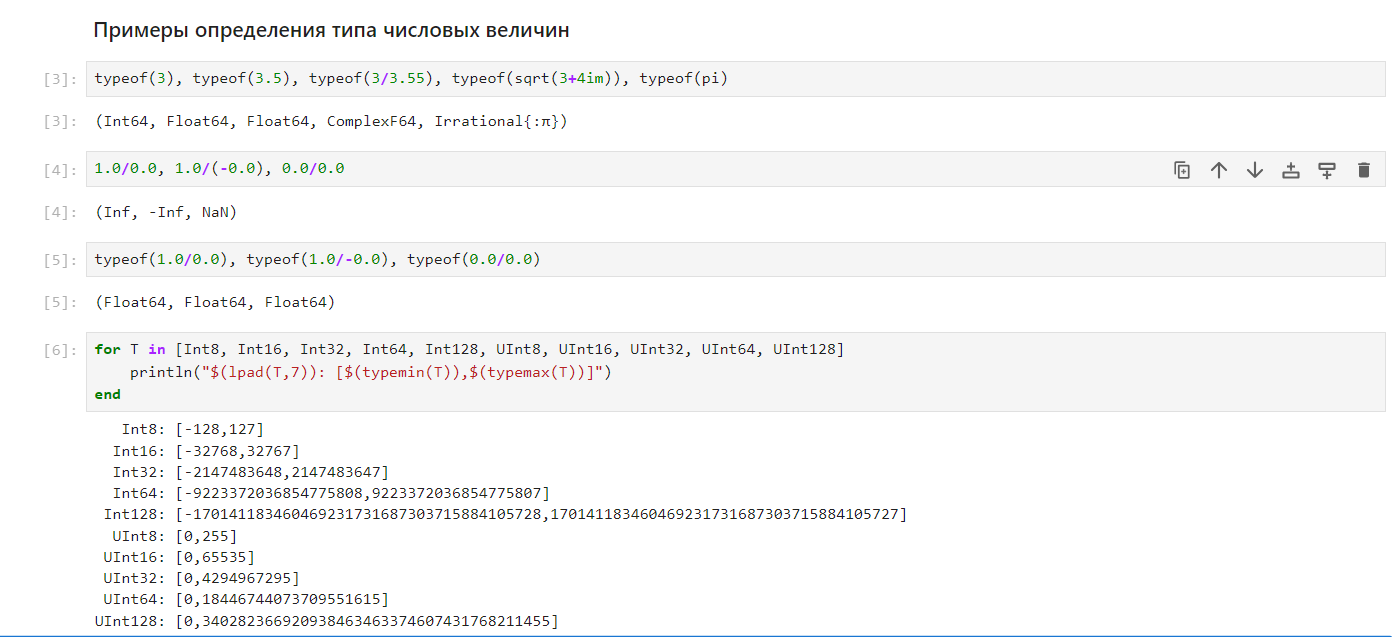 Примеры определения типа числовых величин
[3]: typeof(3), typeof(3.5), typeof(3/3.55), typeof(sqrt(3+4im)), typeof(pi)
[3]: (Int64, Float64, Float64, ComplexF64, Irrational{:π})
[4]: 1.0/0.0, 1.0/(-0.0), 0.0/0.0
[4]: (Inf, -Inf, NaN)
[5]: typeof(1.0/0.0), typeof(1.0/-0.0), typeof(0.0/0.0)
[5]: (Float64, Float64, Float64)
[6]: for T in [Int8, Int16, Int32, Int64, Int128, UInt8, UInt16, UInt32, UInt64, UInt128]
println("$(lpad(T,7)): [$(typemin(T)),$(typemax(T))]")
end
Int8: [-128,127]
Int16: [-32768,32767]
Int32: [-2147483648,2147483647]
Int64: [-9223372036854775808,9223372036854775807]
Int128: [-170141183460469231731687303715884105728,170141183460469231731687303715884105727]
UInt8: [0,255]
UInt16: [0,65535]
UInt32: [0,4294967295]
UInt64: [0,18446744073709551615]
UInt128: [0,340282366920938463463374607431768211455]